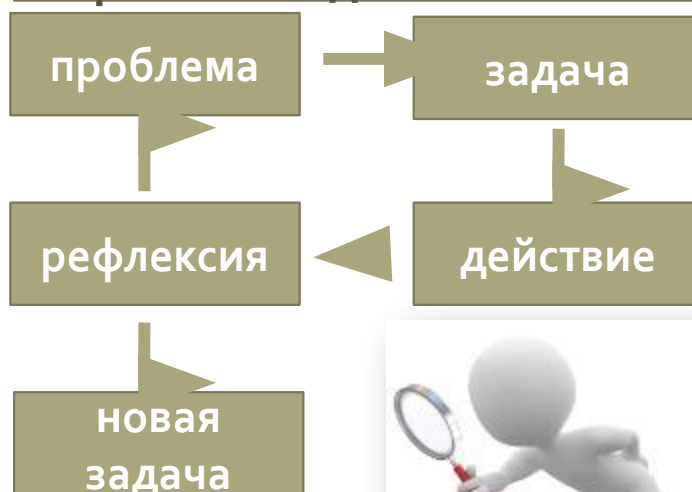 проблема
задача
рефлексия
действие
новая
задача